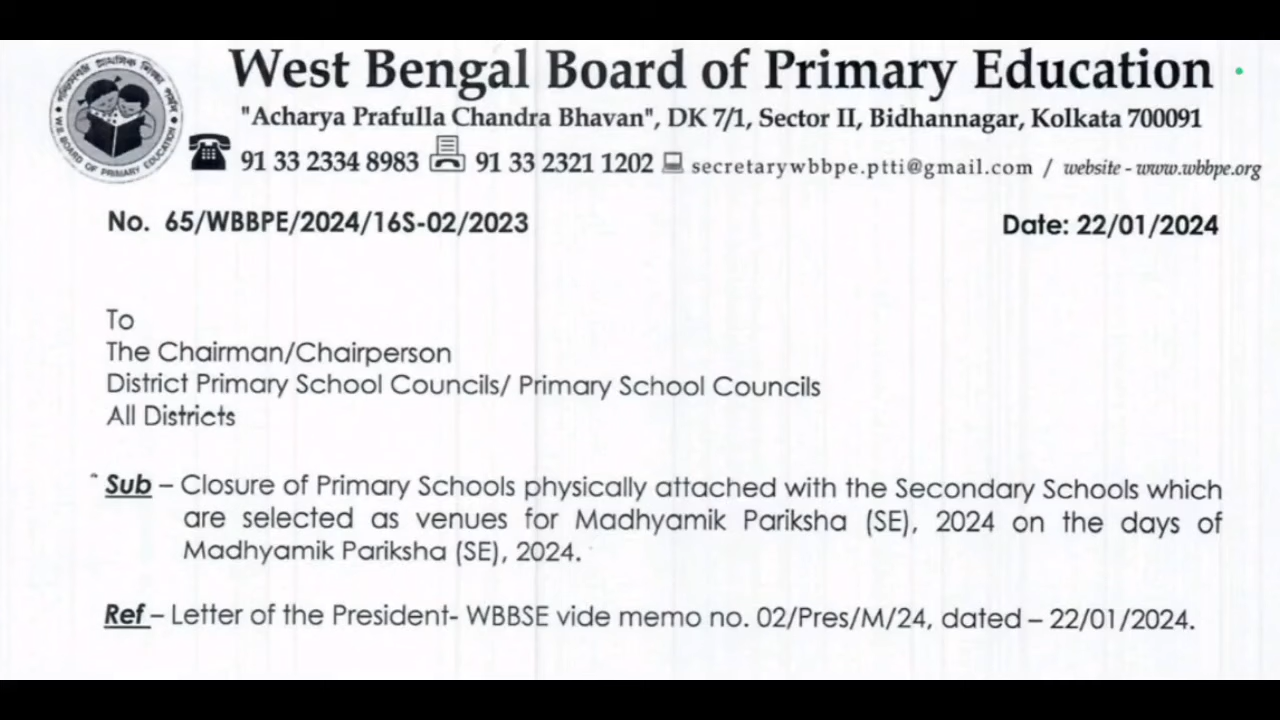 West Bengal Board of Primary Education
"Acharya Prafulla Chandra Bhavan", DK 7/1, Sector II, Bidhannagar, Kolkata 700091
91 33 2334 8983 91 33 2321 1202 secretarywbbpe.ptti@gmail.com / website - www.wbbpe.org
W.B. BOARD OF PRIMARY EDUCATION
No. 65/WBBPE/2024/16S-02/2023 Date: 22/01/2024
To
The Chairman/Chairperson
District Primary School Councils/ Primary School Councils
All Districts
Sub – Closure of Primary Schools physically attached with the Secondary Schools which
are selected as venues for Madhyamik Pariksha (SE), 2024 on the days of
Madhyamik Pariksha (SE), 2024.
Ref – Letter of the President- WBBSE vide memo no. 02/Pres/M/24, dated – 22/01/2024.